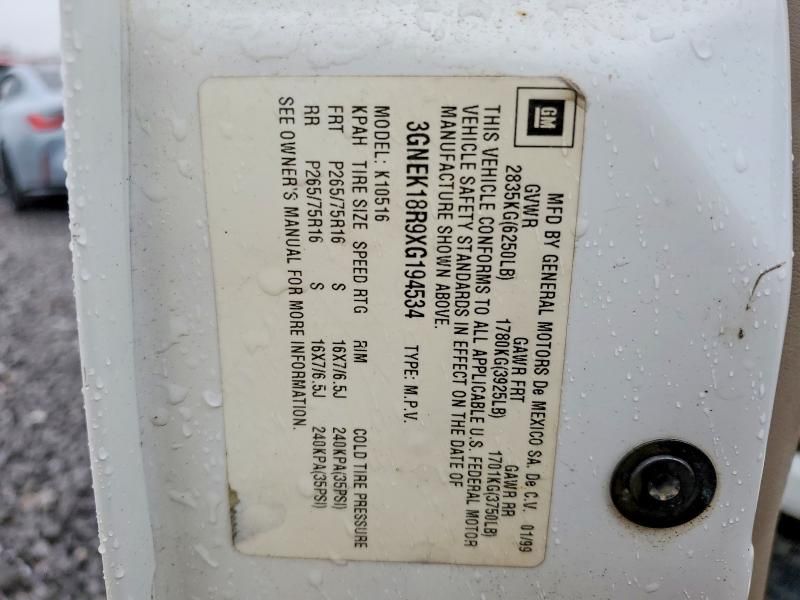 GM
MFD BY GENERAL MOTORS De MEXICO SA. De C.V. 01/99
GVWR GAWR FRT GAWR RR
2835KG(6250LB) 1780KG(3925LB) 1701KG(3750LB)
THIS VEHICLE CONFORMS TO ALL APPLICABLE U.S. FEDERAL MOTOR
VEHICLE SAFETY STANDARDS IN EFFECT ON THE DATE OF
MANUFACTURE SHOWN ABOVE.
3GNEK18R9XG194534 TYPE: M.P.V.
MODEL: K10516
KPAH TIRE SIZE SPEED RTG RIM COLD TIRE PRESSURE
FRT P265/75R16 S 16X7/6.5J 240KPA(35PSI)
RR P265/75R16 S 16X7/6.5J 240KPA(35PSI)
SEE OWNER'S MANUAL FOR MORE INFORMATION.